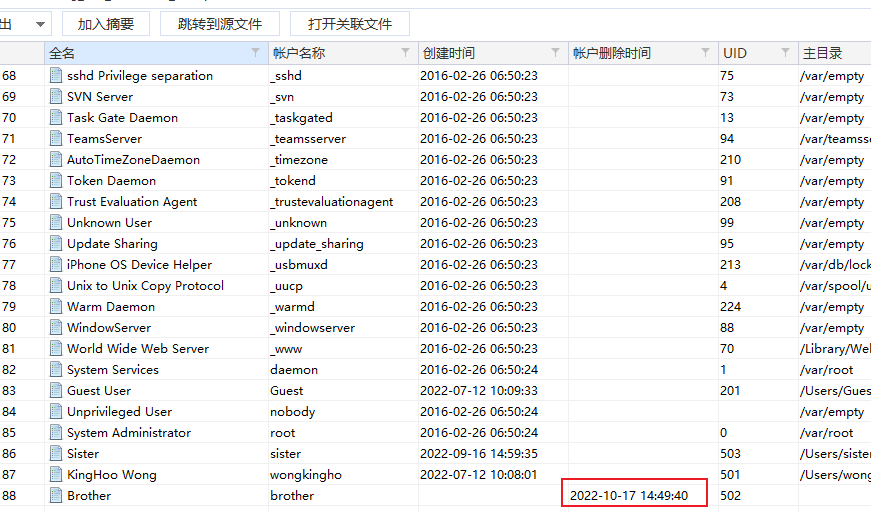 出 加入摘要 跳转到源文件 打开关联文件
全名 帐户名称 创建时间 帐户删除时间 UID 主目录
68 sshd Privilege separation _sshd 2016-02-26 06:50:23 75 /var/empty
69 SVN Server _svn 2016-02-26 06:50:23 73 /var/empty
70 Task Gate Daemon _taskgated 2016-02-26 06:50:23 13 /var/empty
71 TeamsServer _teamsserver 2016-02-26 06:50:23 94 /var/teamsse
72 AutoTimeZoneDaemon _timezone 2016-02-26 06:50:23 210 /var/empty
73 Token Daemon _tokend 2016-02-26 06:50:23 91 /var/empty
74 Trust Evaluation Agent _trustevaluationagent 2016-02-26 06:50:23 208 /var/empty
75 Unknown User _unknown 2016-02-26 06:50:23 99 /var/empty
76 Update Sharing _update_sharing 2016-02-26 06:50:23 95 /var/empty
77 iPhone OS Device Helper _usbmuxd 2016-02-26 06:50:23 213 /var/db/lock
78 Unix to Unix Copy Protocol _uucp 2016-02-26 06:50:23 4 /var/spool/u
79 Warm Daemon _warmd 2016-02-26 06:50:23 224 /var/empty
80 WindowServer _windowserver 2016-02-26 06:50:23 88 /var/empty
81 World Wide Web Server _www 2016-02-26 06:50:23 70 /Library/Wel
82 System Services daemon 2016-02-26 06:50:24 1 /var/root
83 Guest User Guest 2022-07-12 10:09:33 201 /Users/Gues
84 Unprivileged User nobody 2016-02-26 06:50:24 /var/empty
85 System Administrator root 2016-02-26 06:50:24 0 /var/root
86 Sister sister 2022-09-16 14:59:35 503 /Users/sister
87 KingHoo Wong wongkingho 2022-07-12 10:08:01 501 /Users/wong
88 Brother brother 2022-10-17 14:49:40 502